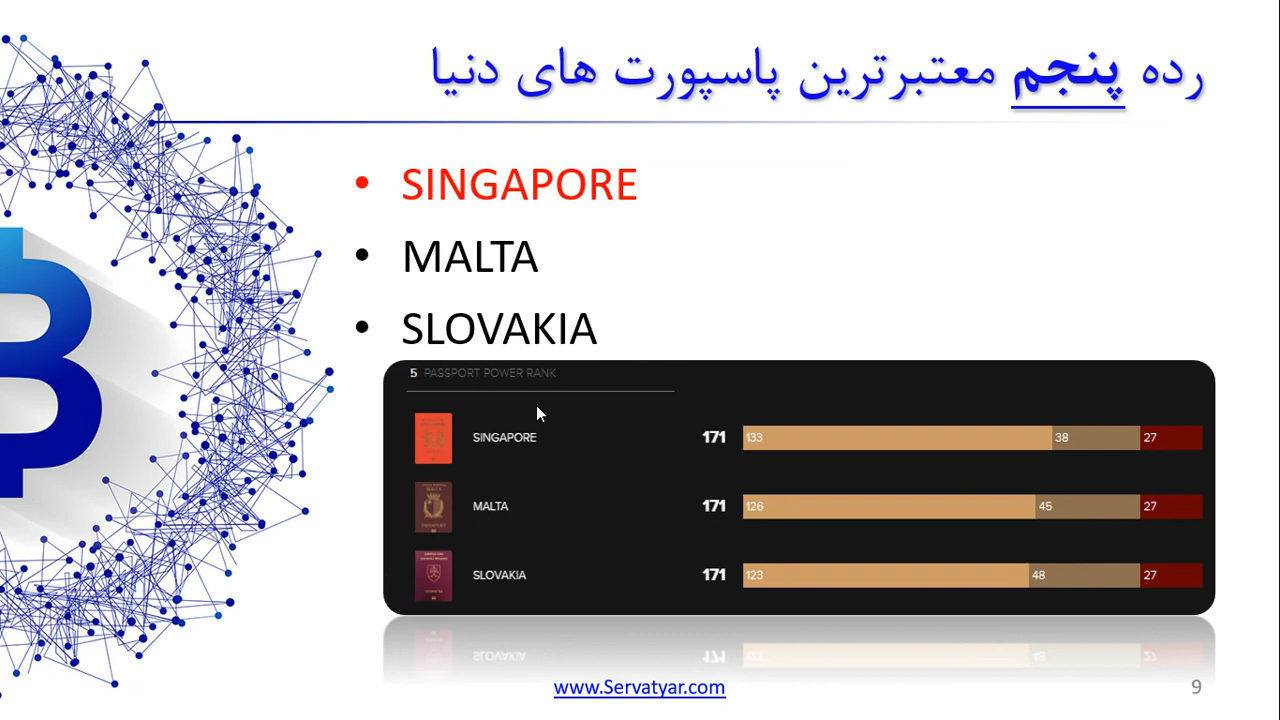 رده پنجم معتبرترین پاسپورت های دنیا
• SINGAPORE
• MALTA
• SLOVAKIA
5 PASSPORT POWER RANK
SINGAPORE 171 133 38 27
MALTA 171 126 45 27
SLOVAKIA 171 123 48 27
www.Servatyar.com
9